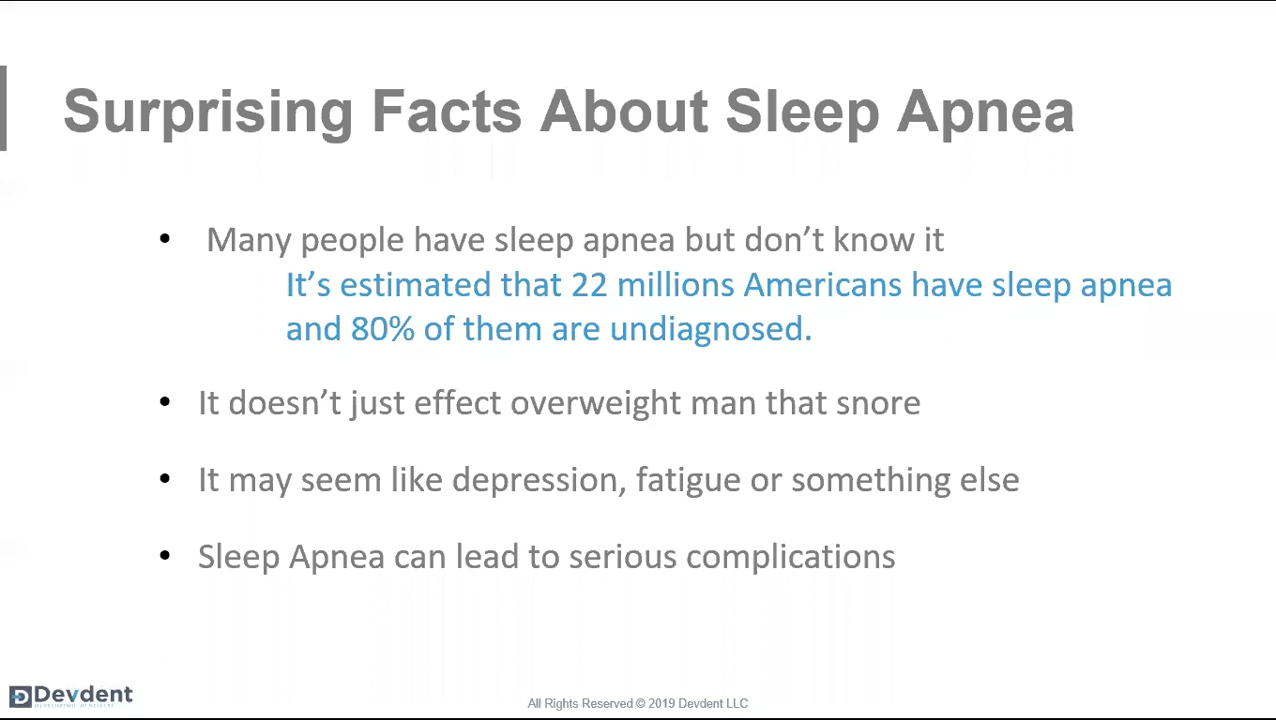 Surprising Facts About Sleep Apnea
• Many people have sleep apnea but don’t know it
It’s estimated that 22 millions Americans have sleep apnea
and 80% of them are undiagnosed.
• It doesn’t just effect overweight man that snore
• It may seem like depression, fatigue or something else
• Sleep Apnea can lead to serious complications
Devdent
DEVELOPING DENTISTS
All Rights Reserved © 2019 Devdent LLC